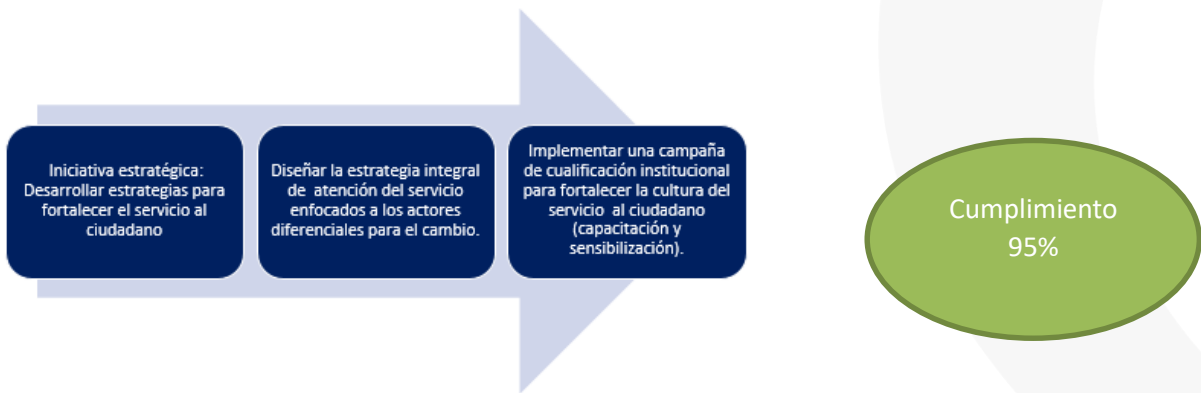 Iniciativa estratégica:
Desarrollar estrategias para
fortalecer el servicio al
ciudadano
Diseñar la estrategia integral
de atención del servicio
enfocados a los actores
diferenciales para el cambio.
Implementar una campaña
de cualificación institucional
para fortalecer la cultura del
servicio al ciudadano
(capacitación y
sensibilización).
Cumplimiento
95%